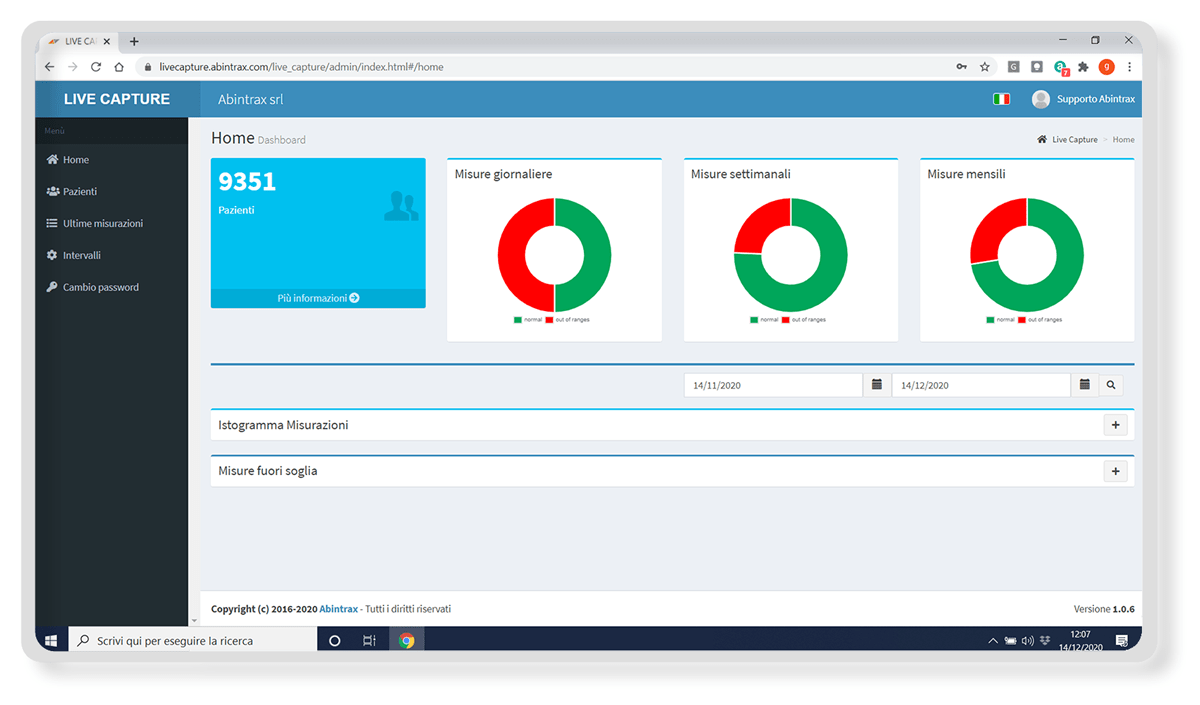 LIVE CA
livecapture.abintrax.com/live_capture/admin/index.html#/home
G
7
g
LIVE CAPTURE
Abintrax srl
Supporto Abintrax
Menù
Home Dashboard
Live Capture > Home
Home
Pazienti
Ultime misurazioni
Intervalli
Cambio password
9351
Pazienti
Più informazioni
Misure giornaliere
normal out of ranges
Misure settimanali
normal out of ranges
Misure mensili
normal out of ranges
14/11/2020
14/12/2020
Istogramma Misurazioni
+
Misure fuori soglia
+
Copyright (c) 2016-2020 Abintrax - Tutti i diritti riservati
Versione 1.0.6
Scrivi qui per eseguire la ricerca
12:07
14/12/2020